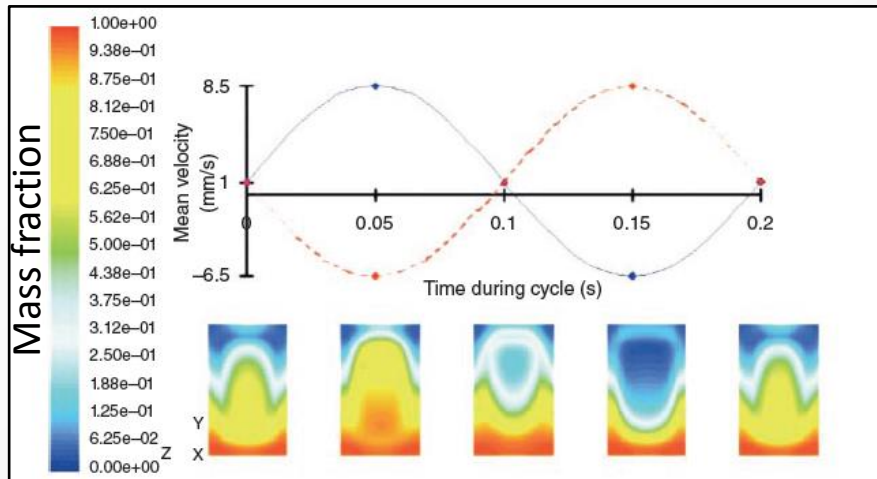 Mass fraction
1.00e+00
9.38e-01
8.75e-01
8.12e-01
7.50e-01
6.88e-01
6.25e-01
5.62e-01
5.00e-01
4.38e-01
3.75e-01
3.12e-01
2.50e-01
1.88e-01
1.25e-01
6.25e-02
0.00e+00
Mean velocity
(mm/s)
8.5
1
−6.5
0 0.05 0.1 0.15 0.2
Time during cycle (s)
Y
Z X